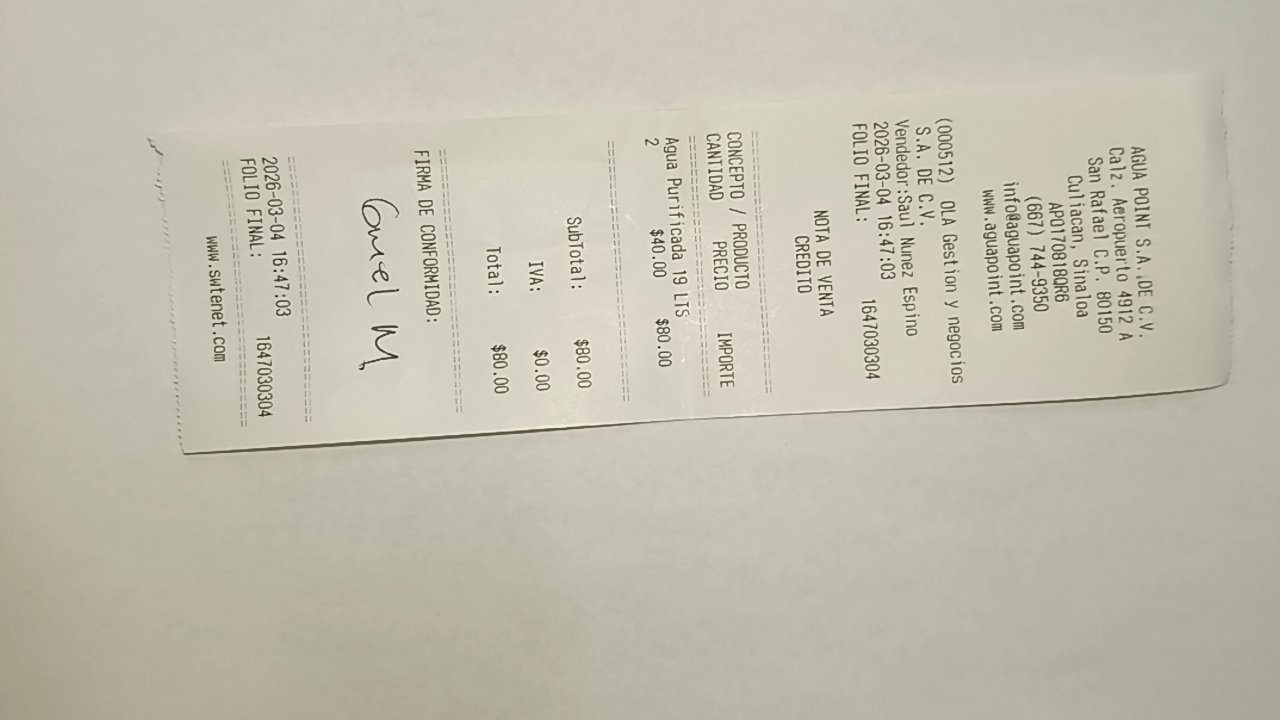 AGUA POINT S.A.,DE C.V.
Calz. Aeropuerto 4912 A
San Rafael C.P. 80150
Culiacan, Sinaloa
APO170818QR6
(667) 744-9350
info@aguapoint.com
www.aguapoint.com
(000512) OLA Gestion y negocios
S.A. DE C.V.
Vendedor:Saul Nunez Espino
2026-03-04 16:47:03
FOLIO FINAL: 1647030304
NOTA DE VENTA
CREDITO
CONCEPTO / PRODUCTO
CANTIDAD PRECIO IMPORTE
Agua Purificada 19 LTS
2 $40.00 $80.00
SubTotal: $80.00
IVA: $0.00
Total: $80.00
FIRMA DE CONFORMIDAD:
2026-03-04 16:47:03
FOLIO FINAL: 1647030304
www.swtenet.com